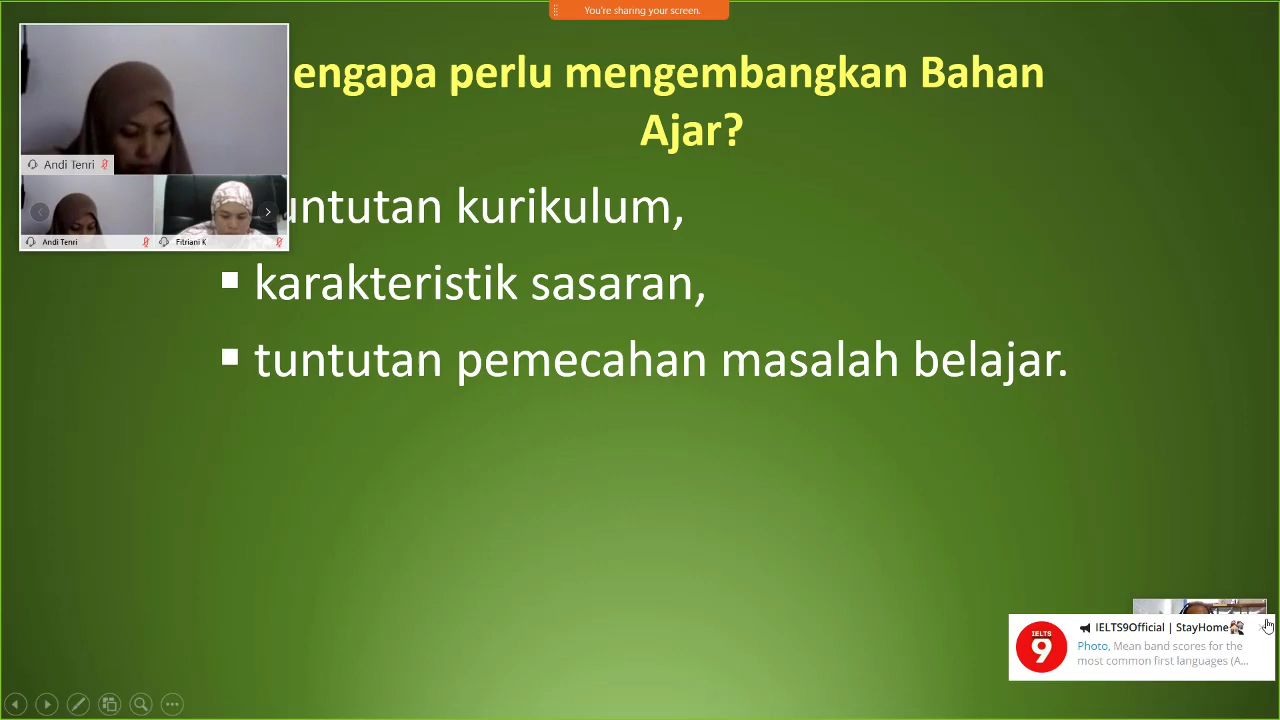 You're sharing your screen.
engapa perlu mengembangkan Bahan
Ajar?
Andi Tenri
Andi Tenri
Fitriani K
untutan kurikulum,
karakteristik sasaran,
tuntutan pemecahan masalah belajar.
IELTS
9
IELTS9Official | StayHome
Photo, Mean band scores for the
most common first languages (A...